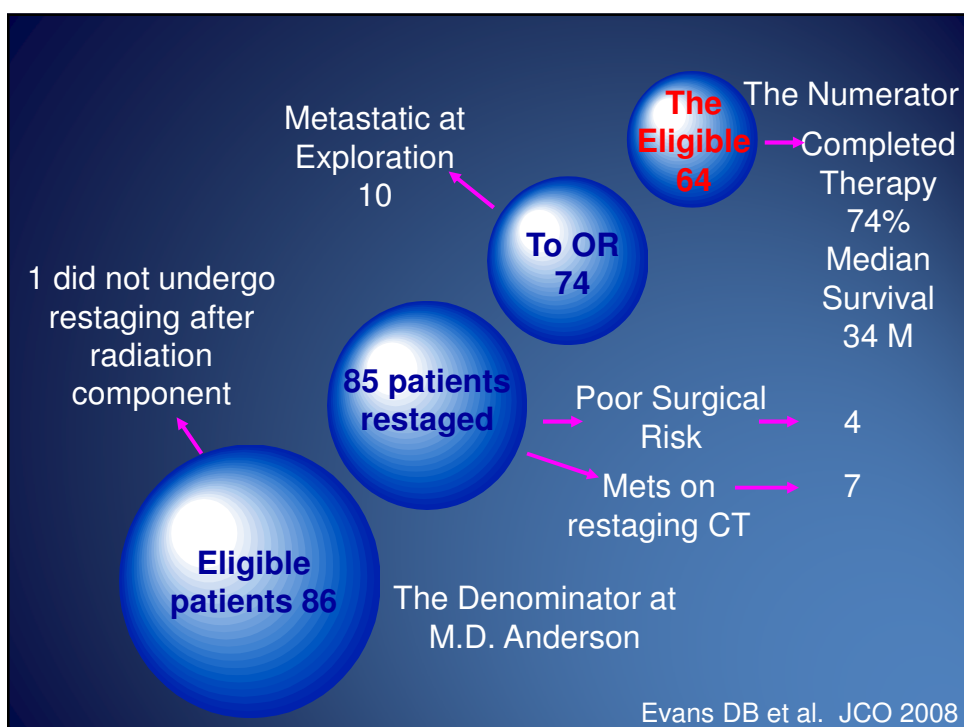 The Numerator
The
Eligible
64
Completed
Therapy
74%
Median
Survival
34 M
Metastatic at
Exploration
10
To OR
74
1 did not undergo
restaging after
radiation
component
85 patients
restaged
Poor Surgical
Risk
4
Mets on
restaging CT
7
Eligible
patients 86
The Denominator at
M.D. Anderson
Evans DB et al. JCO 2008